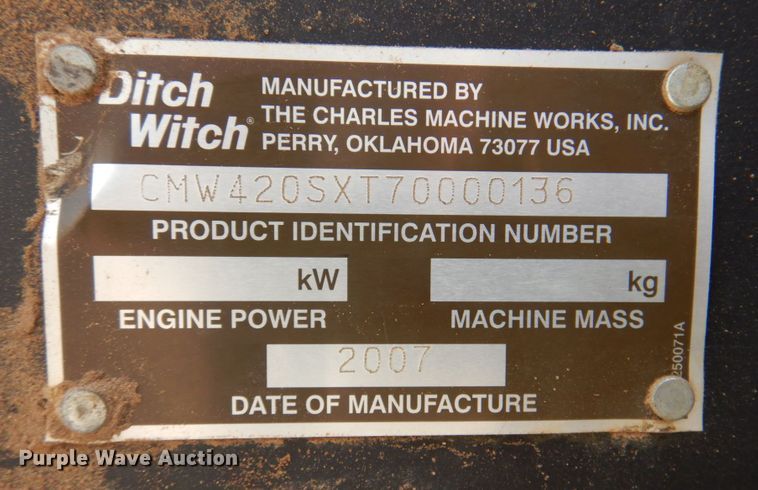 Ditch
Witch®
MANUFACTURED BY
THE CHARLES MACHINE WORKS, INC.
PERRY, OKLAHOMA 73077 USA
CMW420SXT70000136
PRODUCT IDENTIFICATION NUMBER
kW
kg
ENGINE POWER
MACHINE MASS
2007
DATE OF MANUFACTURE
250071A
Purple Wave Auction